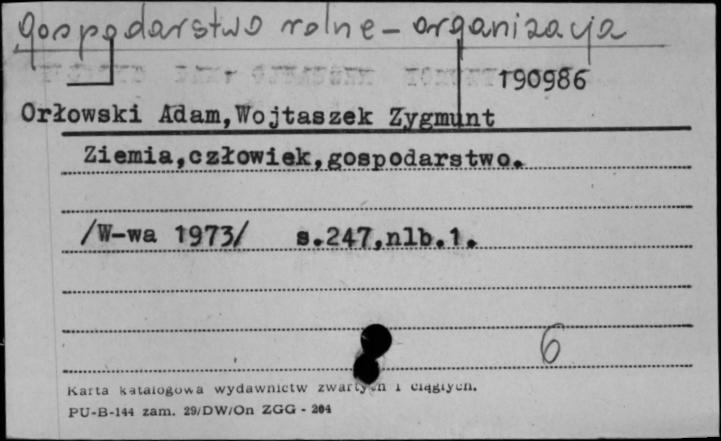 gospodarstwo rolne - organizacja
190986
Orłowski Adam,Wojtaszek Zygmunt
Ziemia,człowiek,gospodarstwo.
/W-wa 1973/ s.247,nlb.1.
6
Karta katalogowa wydawnictw zwartych i ciągłych.
PU-B-144 zam. 29/DW/On ZGG - 204